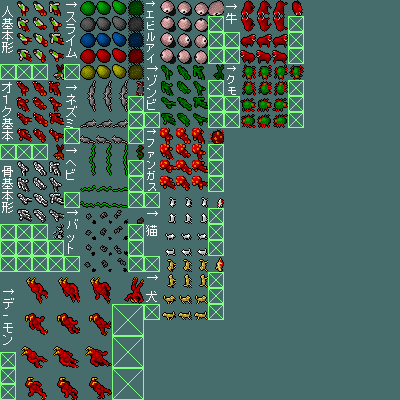 人基本形
→スライム
→エビルアイ
→牛
→ゾンビ
→クモ
オーク基本
→ネズミ
→ファンガス
→ヘビ
骨基本形
→バット
→猫
→犬
→デーモン